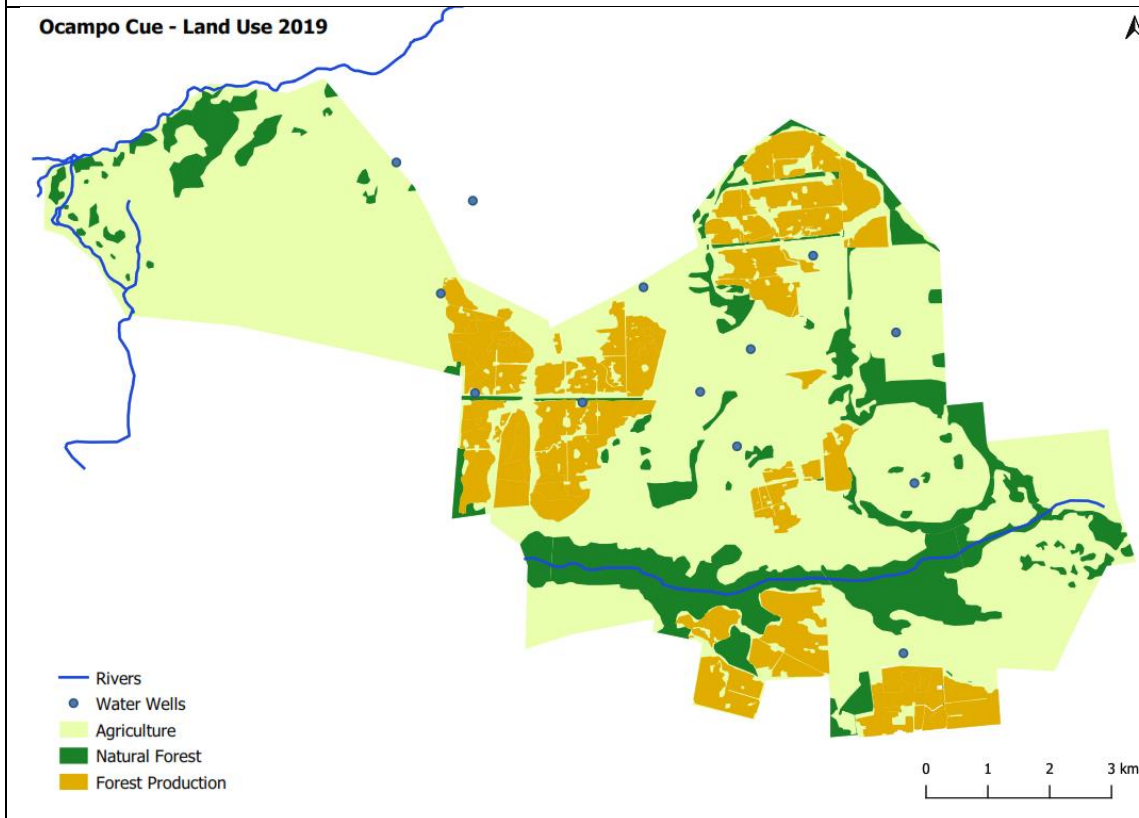 Ocampo Cue - Land Use 2019
Rivers
Water Wells
Agriculture
Natural Forest
Forest Production
0 1 2 3 km